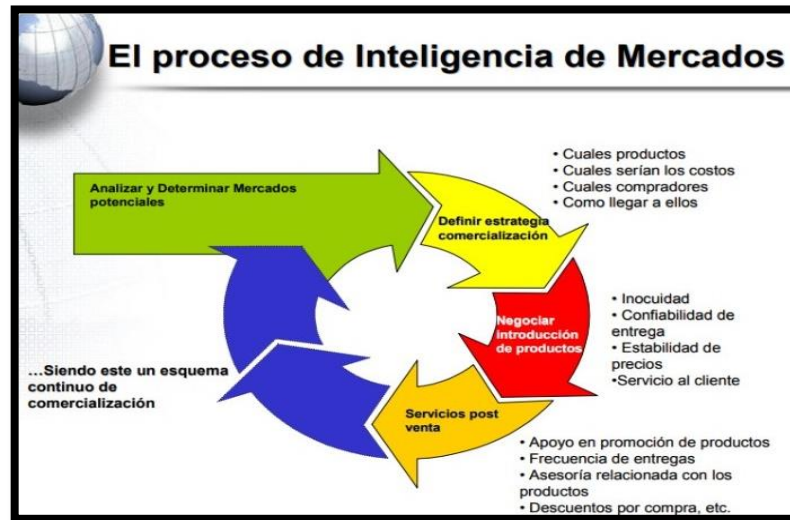 El proceso de Inteligencia de Mercados
Analizar y Determinar Mercados
potenciales
Definir estrategia
comercialización
• Cuales productos
• Cuales serían los costos
• Cuales compradores
• Como llegar a ellos
Negociar
introducción
de productos
• Inocuidad
• Confiabilidad de
entrega
• Estabilidad de
precios
•Servicio al cliente
Servicios post
venta
• Apoyo en promoción de productos
• Frecuencia de entregas
• Asesoría relacionada con los
productos
• Descuentos por compra, etc.
...Siendo este un esquema
continuo de
comercialización